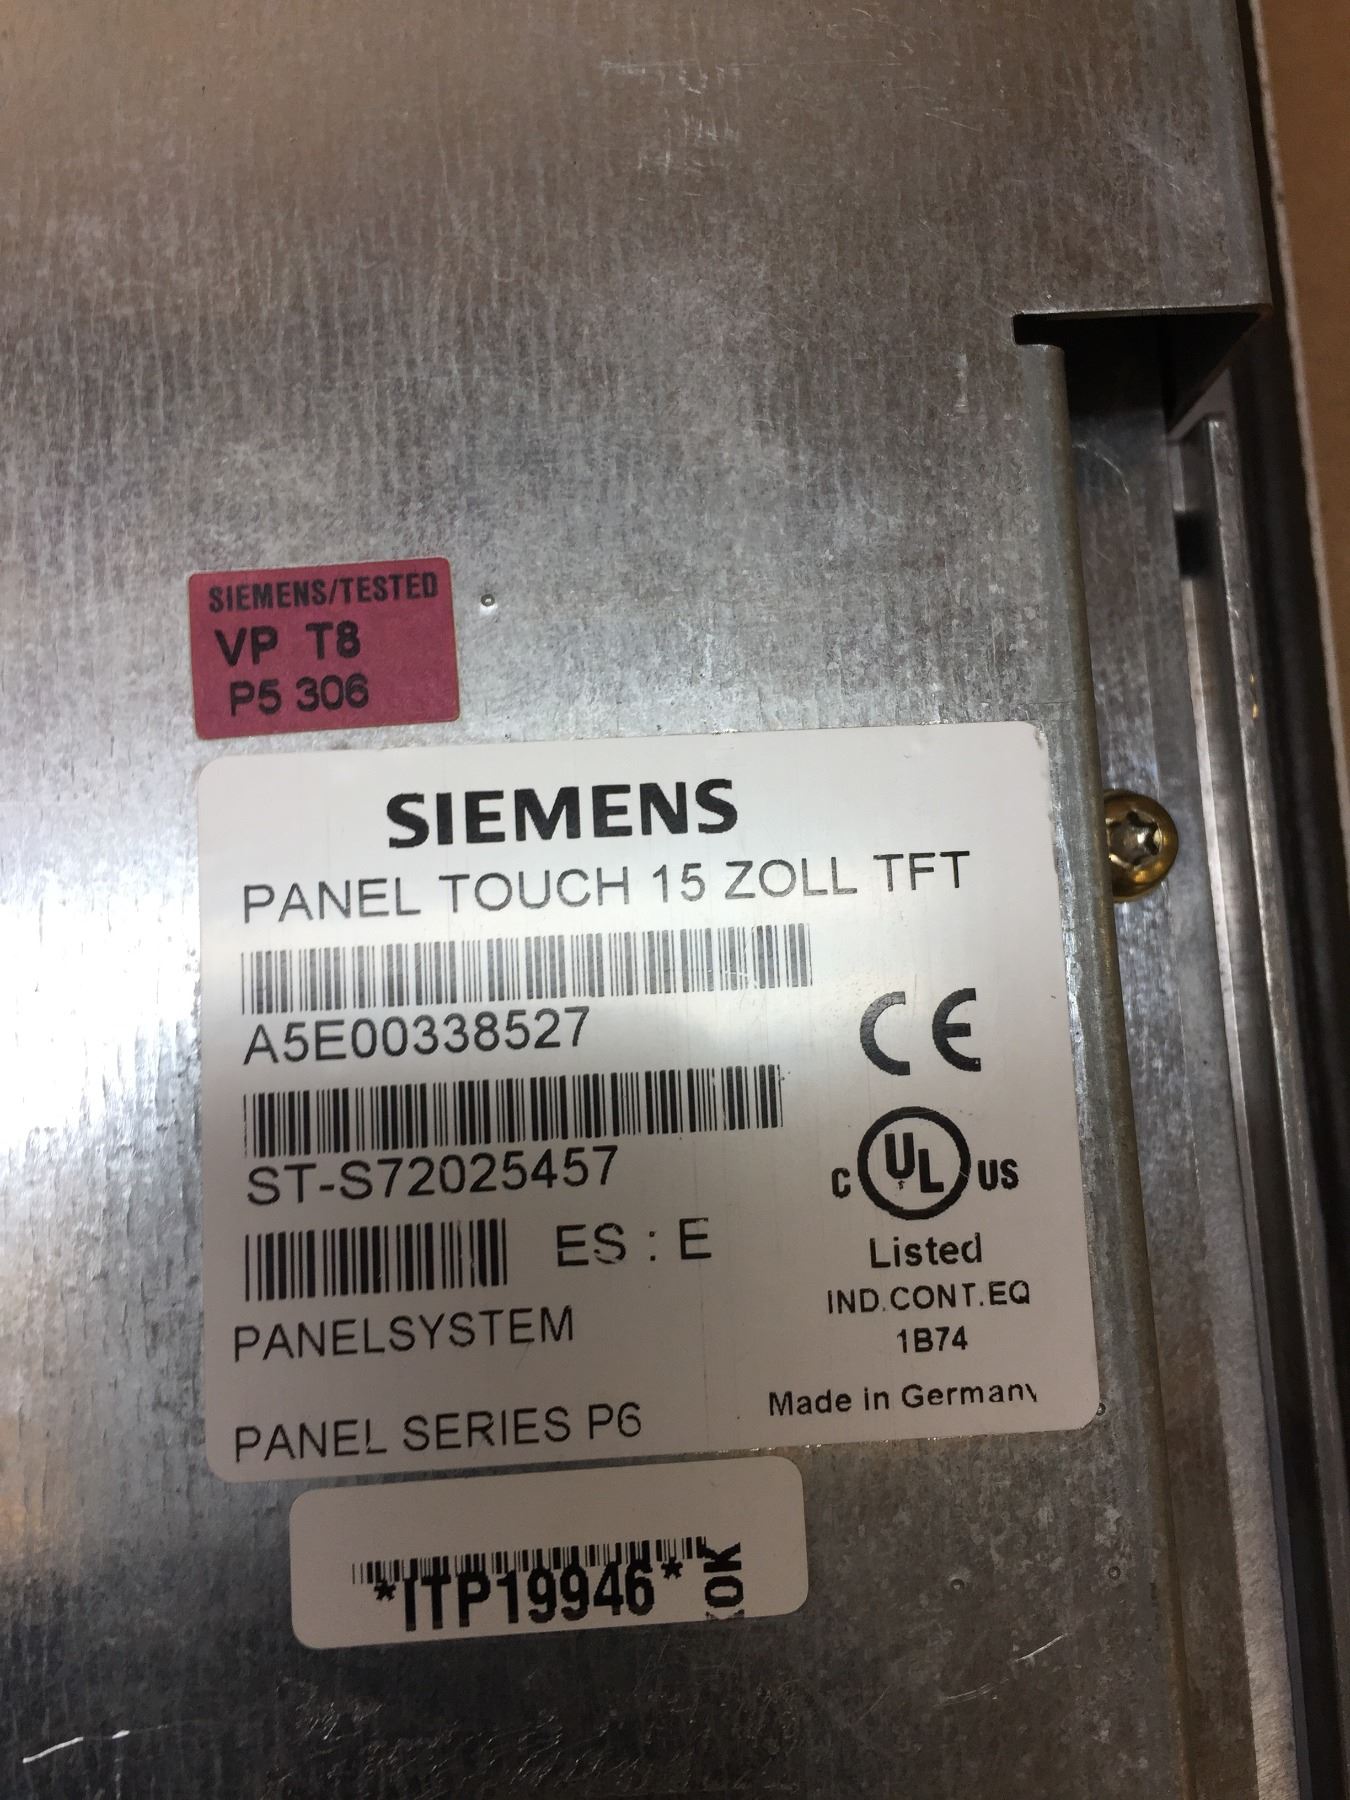 SIEMENS/TESTED
VP T8
P5 306
SIEMENS
PANEL TOUCH 15 ZOLL TFT
A5E00338527
CE
ST-S72025457
C UL US
ES : E
Listed
IND.CONT.EQ
1B74
PANELSYSTEM
Made in Germany
PANEL SERIES P6
*ITP19946*